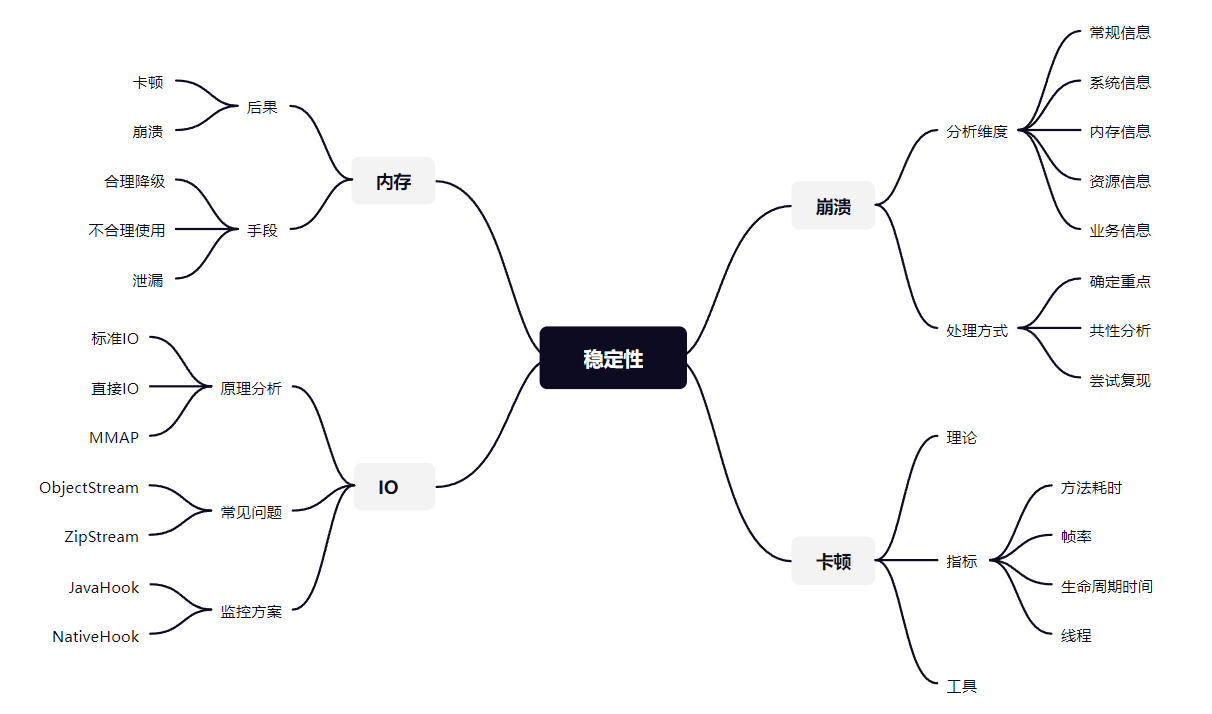 稳定性
崩溃
分析维度
常规信息
系统信息
内存信息
资源信息
业务信息
处理方式
确定重点
共性分析
尝试复现
卡顿
理论
指标
方法耗时
帧率
生命周期时间
线程
工具
内存
后果
卡顿
崩溃
手段
合理降级
不合理使用
泄漏
IO
原理分析
标准IO
直接IO
MMAP
常见问题
ObjectStream
ZipStream
监控方案
JavaHook
NativeHook